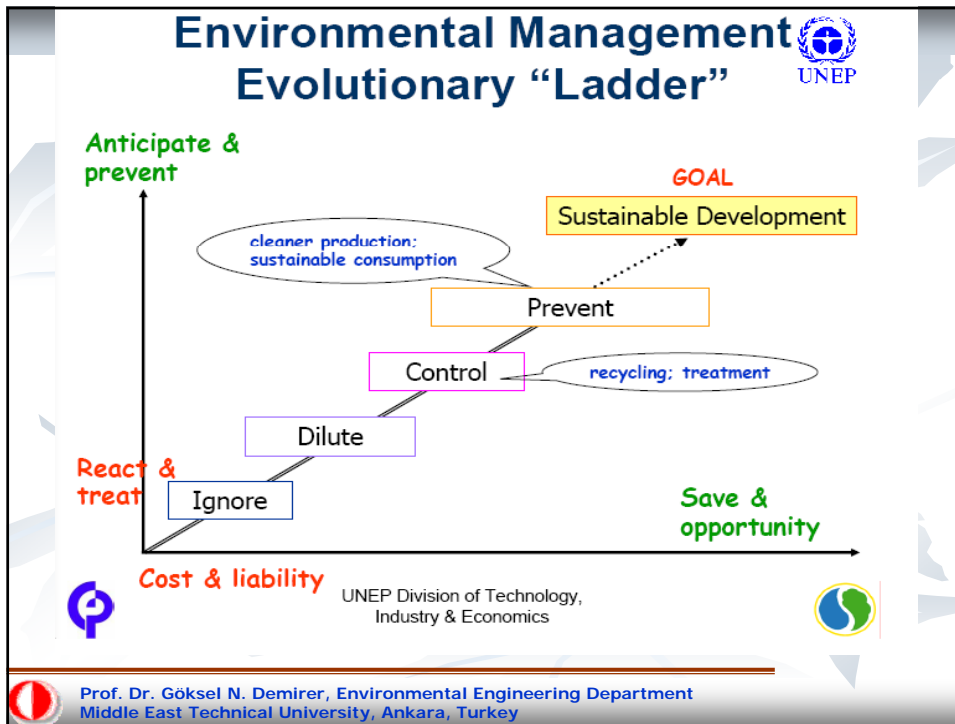 Environmental Management
Evolutionary “Ladder”
UNEP
Anticipate &
prevent
GOAL
Sustainable Development
cleaner production;
sustainable consumption
Prevent
Control
recycling; treatment
Dilute
React &
treat
Ignore
Save &
opportunity
Cost & liability
UNEP Division of Technology,
Industry & Economics
Prof. Dr. Göksel N. Demirer, Environmental Engineering Department
Middle East Technical University, Ankara, Turkey